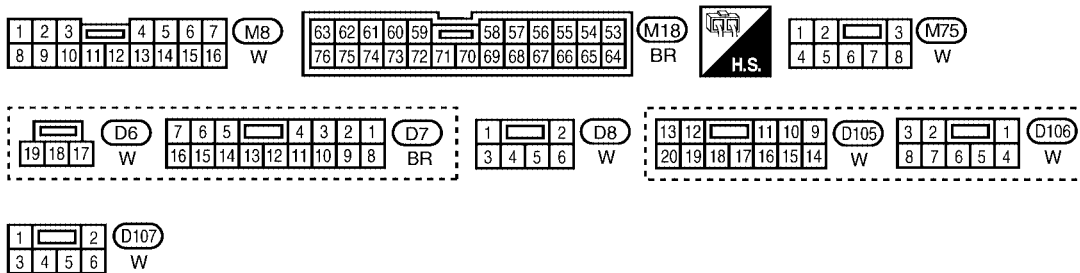 1 2 3 4 5 6 7 M8
8 9 10 11 12 13 14 15 16 W
63 62 61 60 59 58 57 56 55 54 53 M18
76 75 74 73 72 71 70 69 68 67 66 65 64 BR
H.S.
1 2 3 M75
4 5 6 7 8 W
D6
19 18 17 W
7 6 5 4 3 2 1 D7
16 15 14 13 12 11 10 9 8 BR
1 2 D8
3 4 5 6 W
13 12 11 10 9 D105
20 19 18 17 16 15 14 W
3 2 1 D106
8 7 6 5 4 W
1 2 D107
3 4 5 6 W